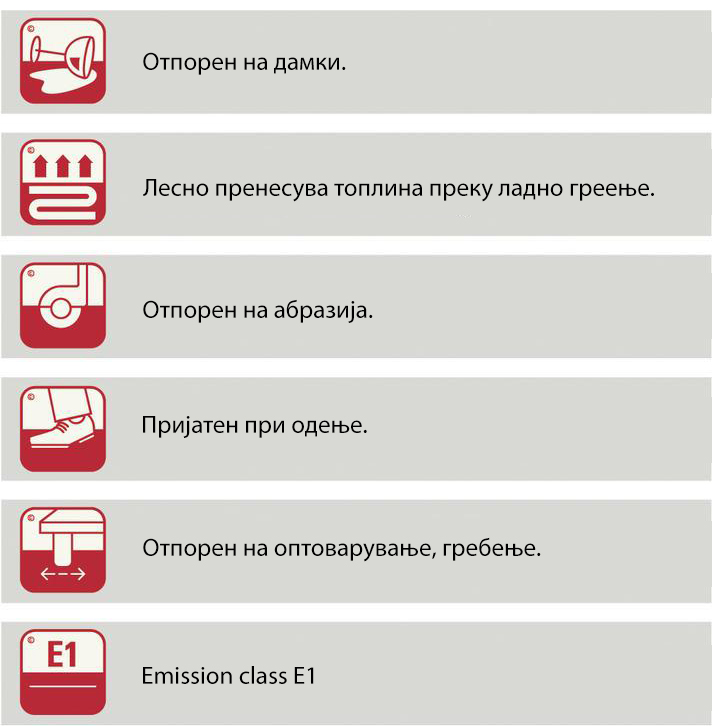 Отпорен на дамки.
Лесно пренесува топлина преку ладно греење.
Отпорен на абразија.
Пријатен при одење.
Отпорен на оптоварување, гребење.
E1
Emission class E1